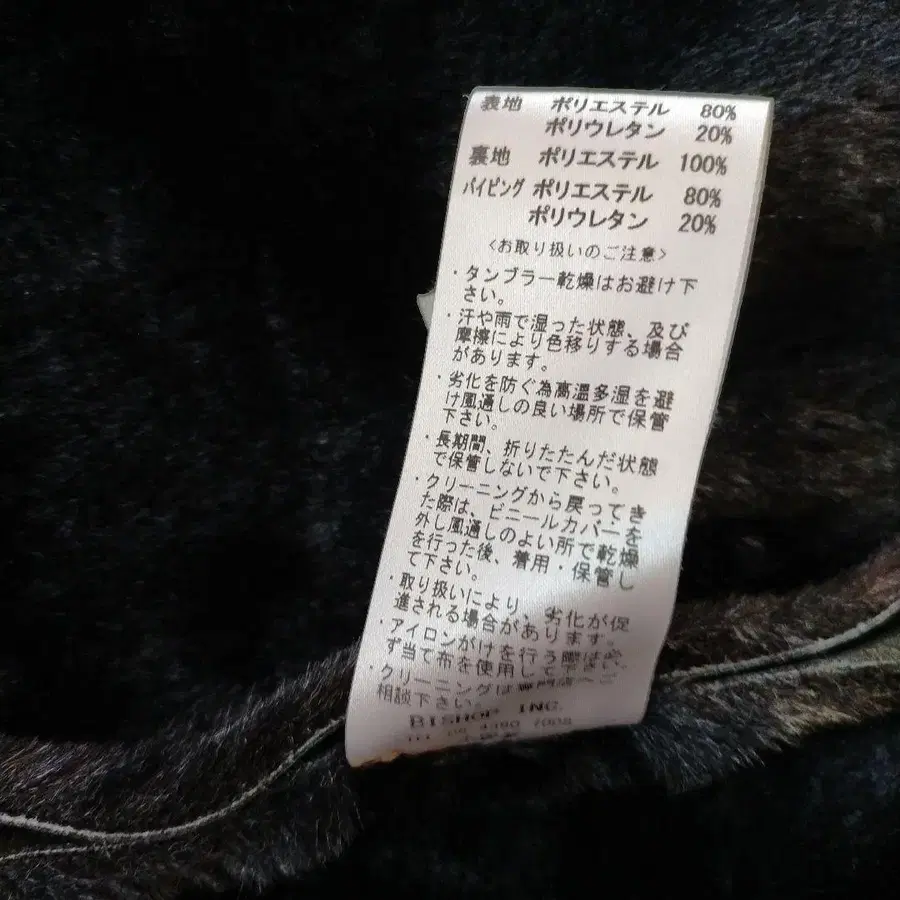 表地 ポリエステル 80%
ポリウレタン 20%
裏地 ポリエステル 100%
パイピング ポリエステル 80%
ポリウレタン 20%
<お取り扱いのご注意>
・タンブラー乾燥はお避け下
さい。
・汗や雨で湿った状態、及び
摩擦により色移りする場合
があります。
・劣化を防ぐ為高温多湿を避
け風通しの良い場所で保管
下さい。
・長期間、折りたたんだ状態
で保管しないで下さい。
・クリーニングから戻ってき
た際は、ビニールカバーを
外し風通しのよい所で乾燥
を行った後、着用・保管し
て下さい。
・取り扱いにより、劣化が促
進される場合があります。
・アイロンがけを行う際は必
ず当て布を使用して下さい。
・クリーニングは専門店へご
相談下さい。
BISHOP INC.